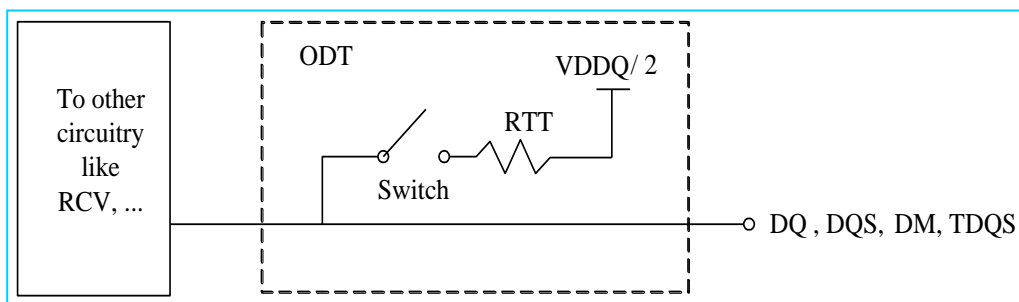 ODT
VDDQ/ 2
To other
circuitry
like
RCV, ...
RTT
Switch
DQ , DQS, DM, TDQS